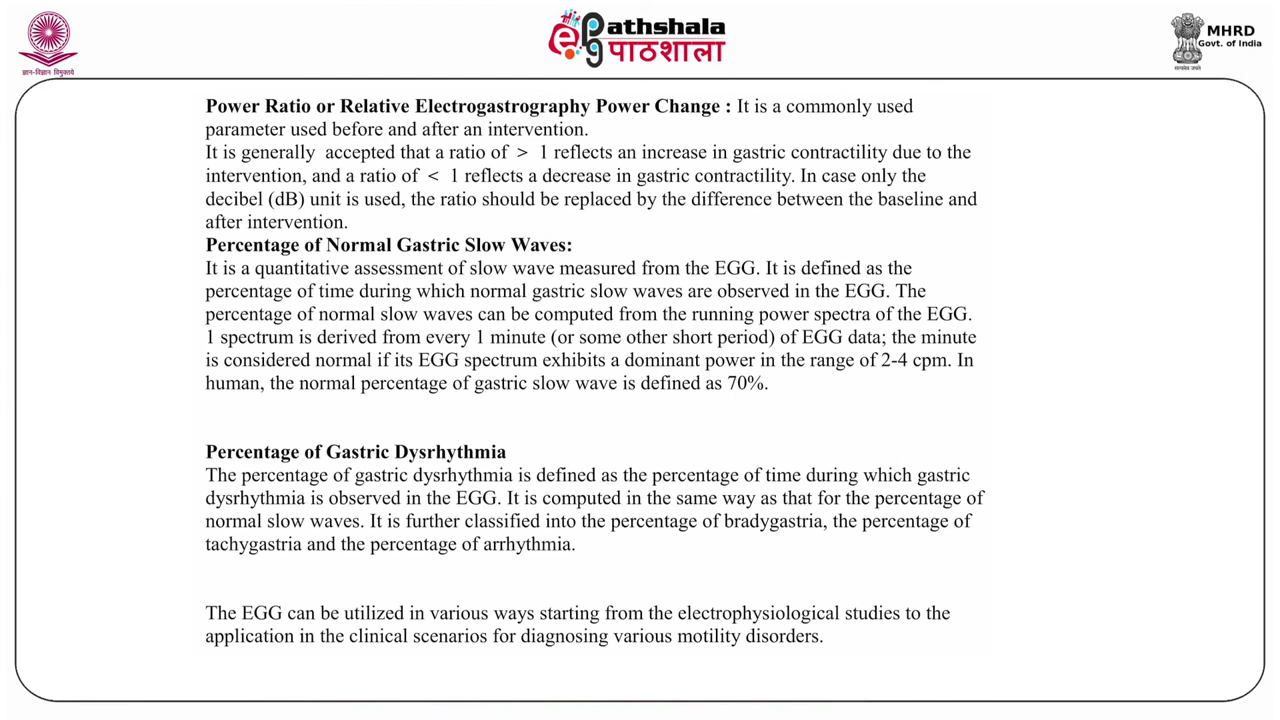 ज्ञान-विज्ञान विमुक्तये
ePathshala
पाठशाला
MHRD
Govt. of India
सत्यमेव जयते
Power Ratio or Relative Electrogastrography Power Change : It is a commonly used
parameter used before and after an intervention.
It is generally accepted that a ratio of > 1 reflects an increase in gastric contractility due to the
intervention, and a ratio of < 1 reflects a decrease in gastric contractility. In case only the
decibel (dB) unit is used, the ratio should be replaced by the difference between the baseline and
after intervention.
Percentage of Normal Gastric Slow Waves:
It is a quantitative assessment of slow wave measured from the EGG. It is defined as the
percentage of time during which normal gastric slow waves are observed in the EGG. The
percentage of normal slow waves can be computed from the running power spectra of the EGG.
1 spectrum is derived from every 1 minute (or some other short period) of EGG data; the minute
is considered normal if its EGG spectrum exhibits a dominant power in the range of 2-4 cpm. In
human, the normal percentage of gastric slow wave is defined as 70%.
Percentage of Gastric Dysrhythmia
The percentage of gastric dysrhythmia is defined as the percentage of time during which gastric
dysrhythmia is observed in the EGG. It is computed in the same way as that for the percentage of
normal slow waves. It is further classified into the percentage of bradygastria, the percentage of
tachygastria and the percentage of arrhythmia.
The EGG can be utilized in various ways starting from the electrophysiological studies to the
application in the clinical scenarios for diagnosing various motility disorders.